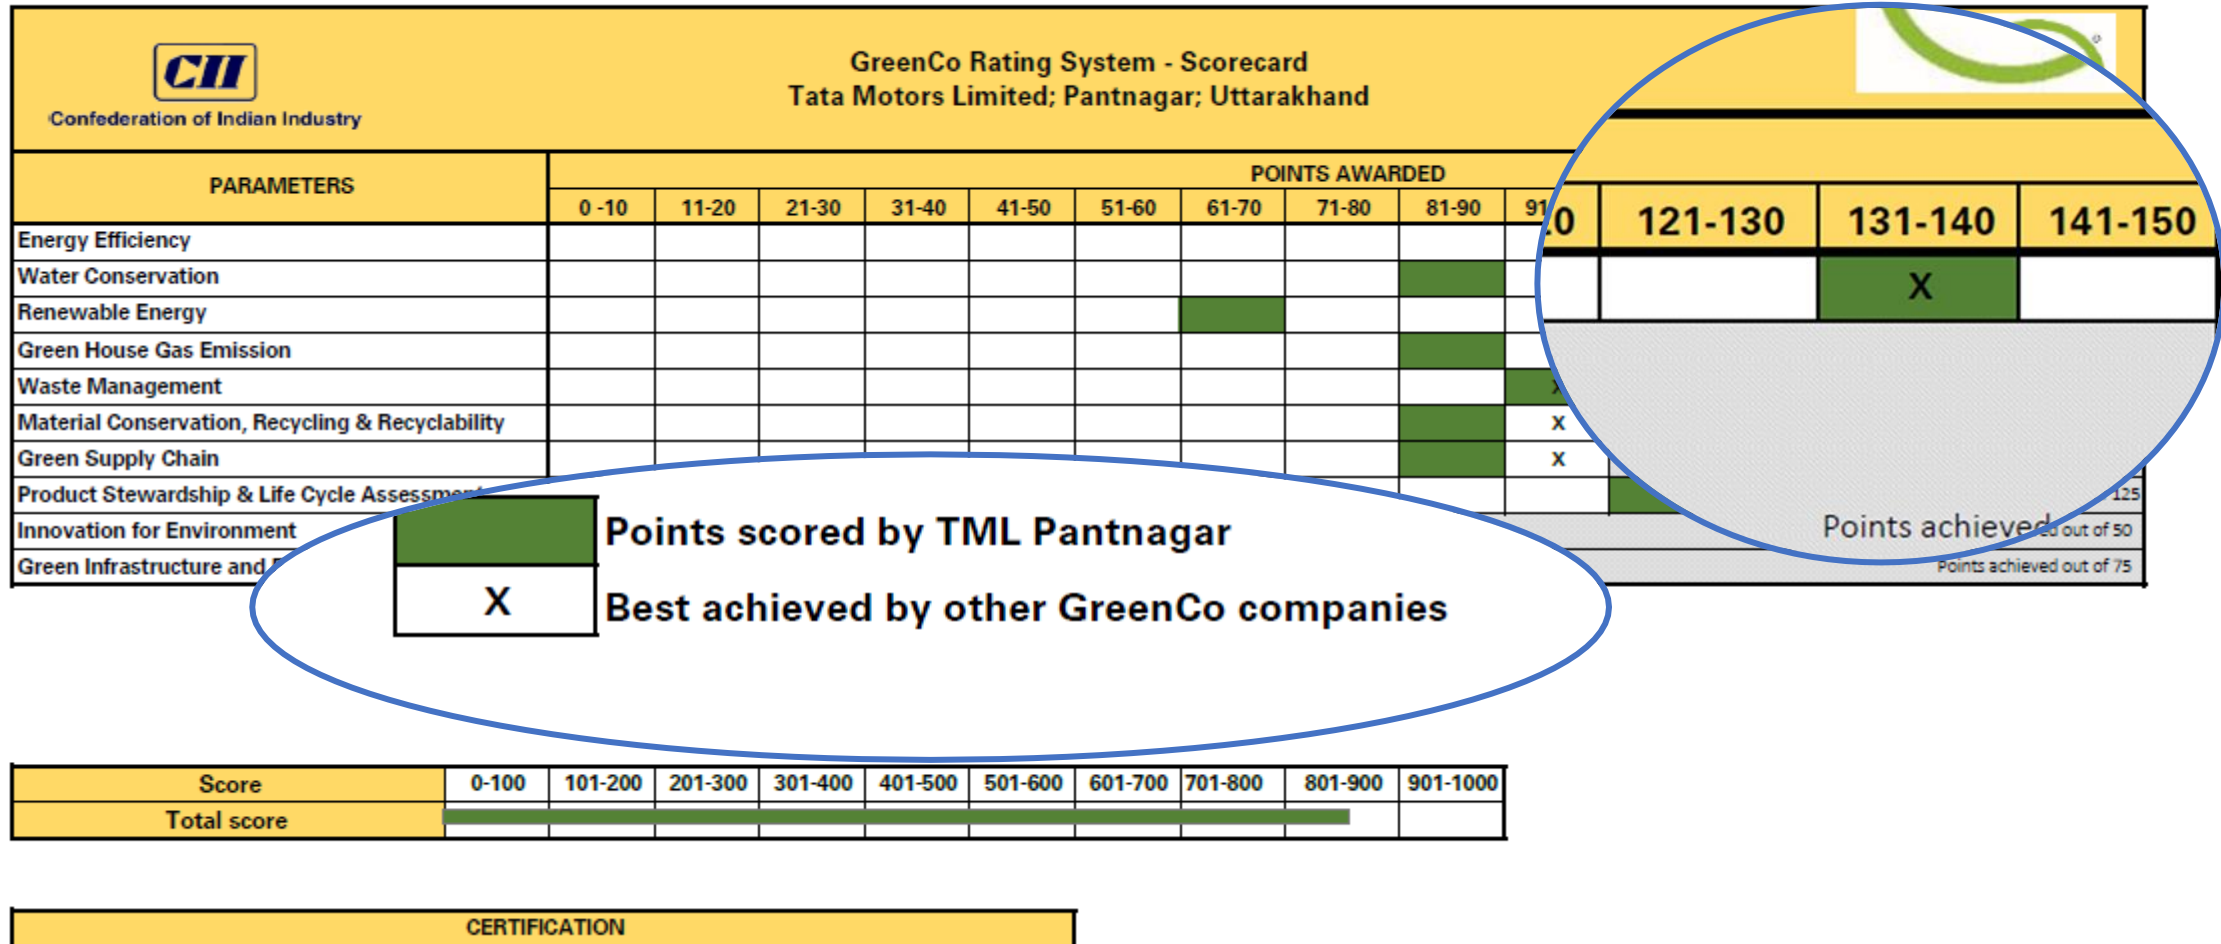 CII
Confederation of Indian Industry
GreenCo Rating System - Scorecard
Tata Motors Limited; Pantnagar; Uttarakhand
PARAMETERS
POINTS AWARDED
0 -10 11-20 21-30 31-40 41-50 51-60 61-70 71-80 81-90 91
0 121-130 131-140 141-150
Energy Efficiency
X
Water Conservation
Renewable Energy
Green House Gas Emission
Waste Management
Material Conservation, Recycling & Recyclability X
Green Supply Chain X
Product Stewardship & Life Cycle Assessment 125
Innovation for Environment
Points achieved out of 50
Green Infrastructure and
Points achieved out of 75
Points scored by TML Pantnagar
X Best achieved by other GreenCo companies
Score 0-100 101-200 201-300 301-400 401-500 501-600 601-700 701-800 801-900 901-1000
Total score
CERTIFICATION